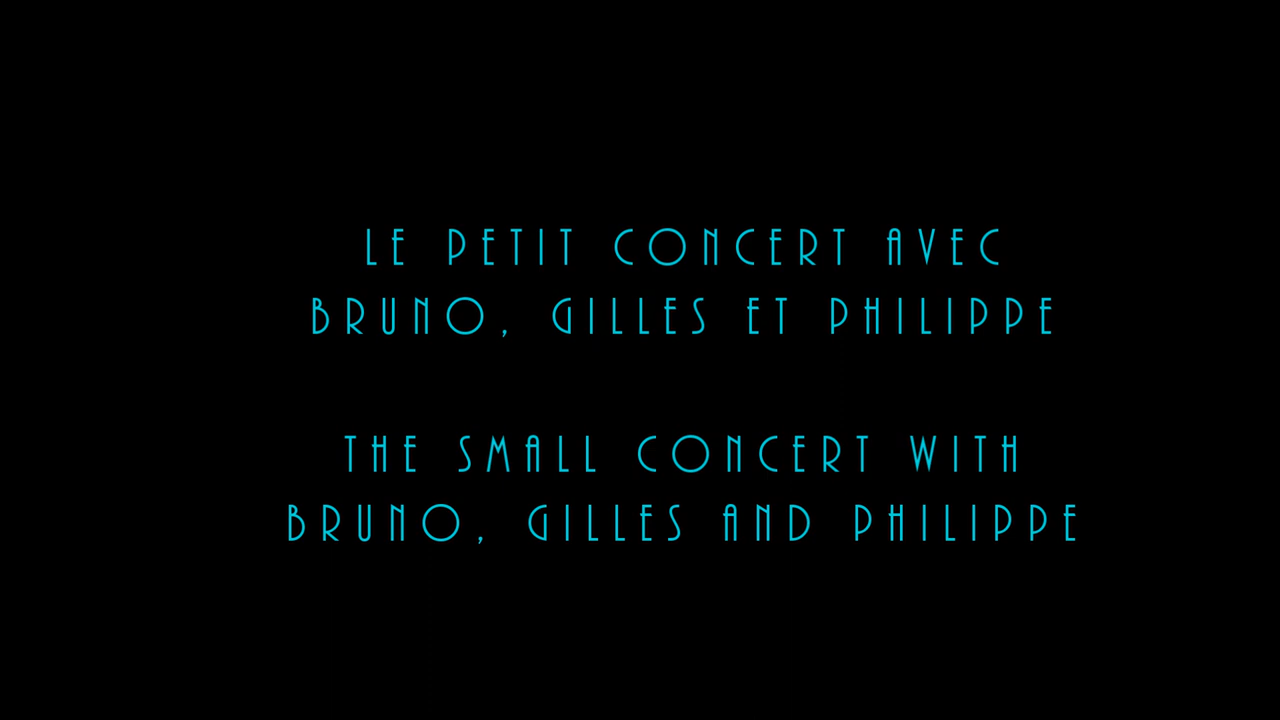 LE PETIT CONCERT AVEC
BRUNO, GILLES ET PHILIPPE
THE SMALL CONCERT WITH
BRUNO, GILLES AND PHILIPPE